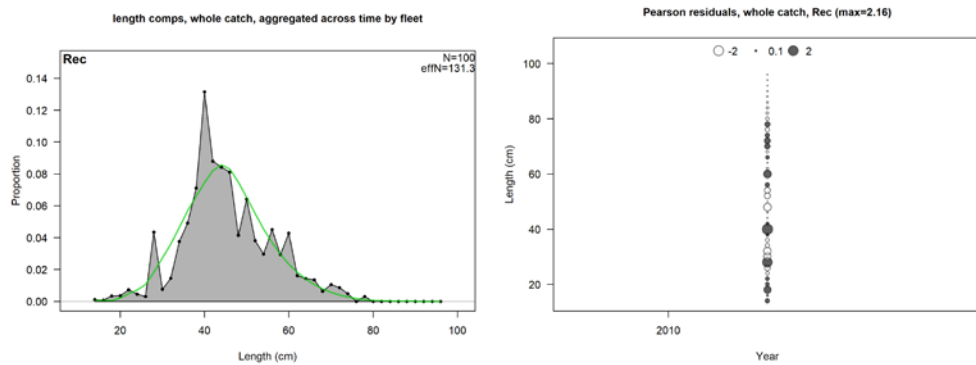 length comps, whole catch, aggregated across time by fleet
Rec
N=100
effN=131.3
0.14
0.12
0.10
0.08
0.06
0.04
0.02
0.00
Proportion
20 40 60 80 100
Length (cm)
Pearson residuals, whole catch, Rec (max=2.16)
-2 0.1 2
100
80
60
40
20
Length (cm)
2010
Year